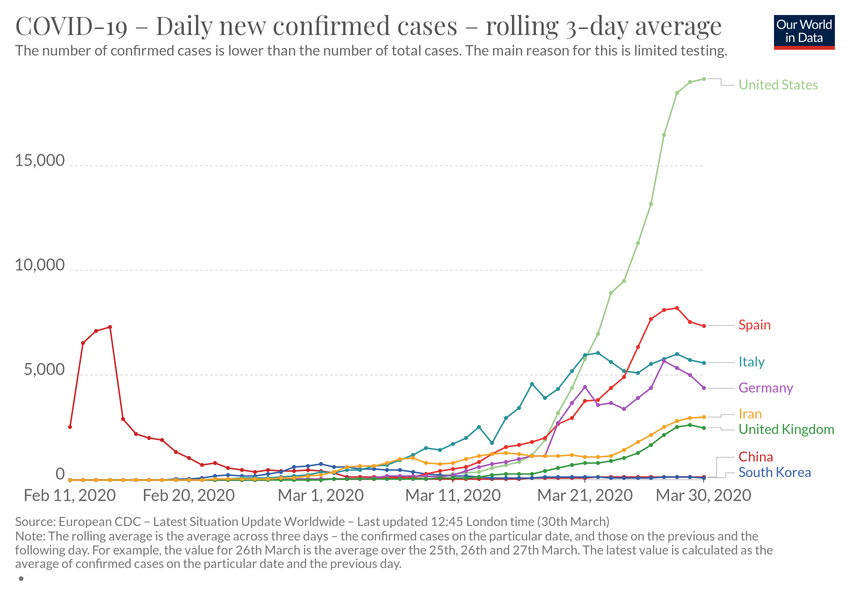 COVID-19 – Daily new confirmed cases – rolling 3-day average
Our World
in Data
The number of confirmed cases is lower than the number of total cases. The main reason for this is limited testing.
United States
15,000
10,000
Spain
5,000
Italy
Germany
Iran
United Kingdom
China
0
South Korea
Feb 11, 2020
Feb 20, 2020
Mar 1, 2020
Mar 11, 2020
Mar 21, 2020
Mar 30, 2020
Source: European CDC – Latest Situation Update Worldwide – Last updated 12:45 London time (30th March)
Note: The rolling average is the average across three days – the confirmed cases on the particular date, and those on the previous and the
following day. For example, the value for 26th March is the average over the 25th, 26th and 27th March. The latest value is calculated as the
average of confirmed cases on the particular date and the previous day.
•